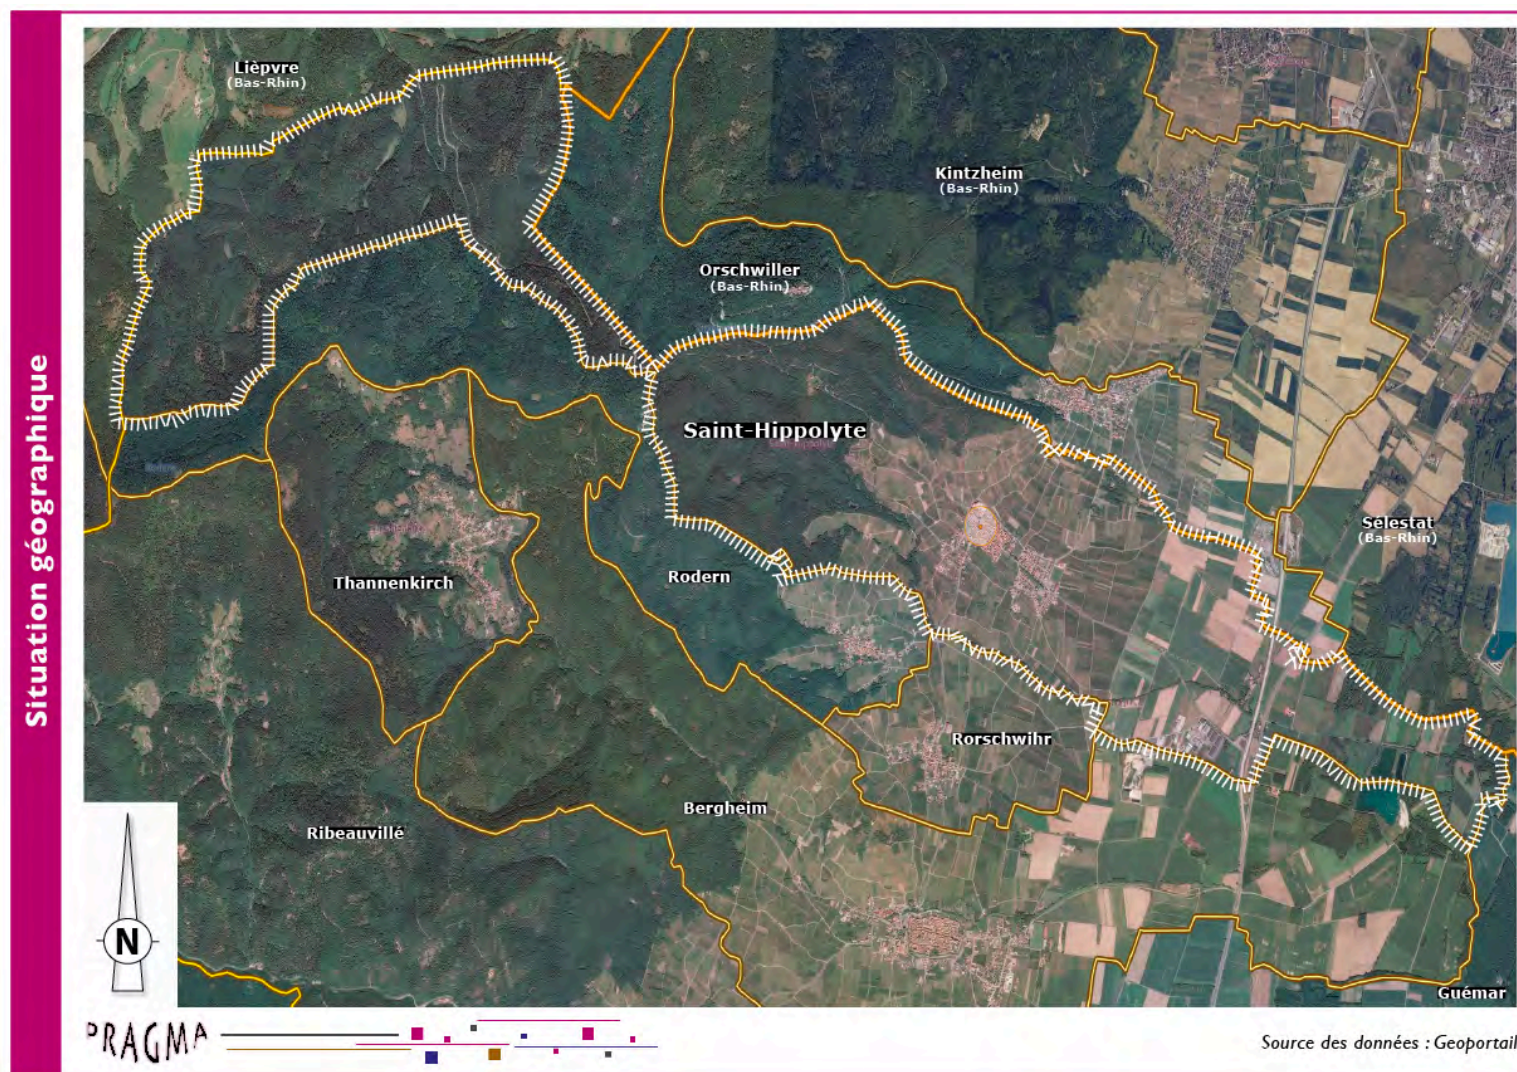 Situation géographique
Lièpvre
(Bas-Rhin)
Kintzheim
(Bas-Rhin)
Orschwiller
(Bas-Rhin)
Saint-Hippolyte
Sélestat
(Bas-Rhin)
Thannenkirch
Rodern
Rorschwihr
Bergheim
Ribeauvillé
Guémar
N
PRAGMA
Source des données : Geoportail